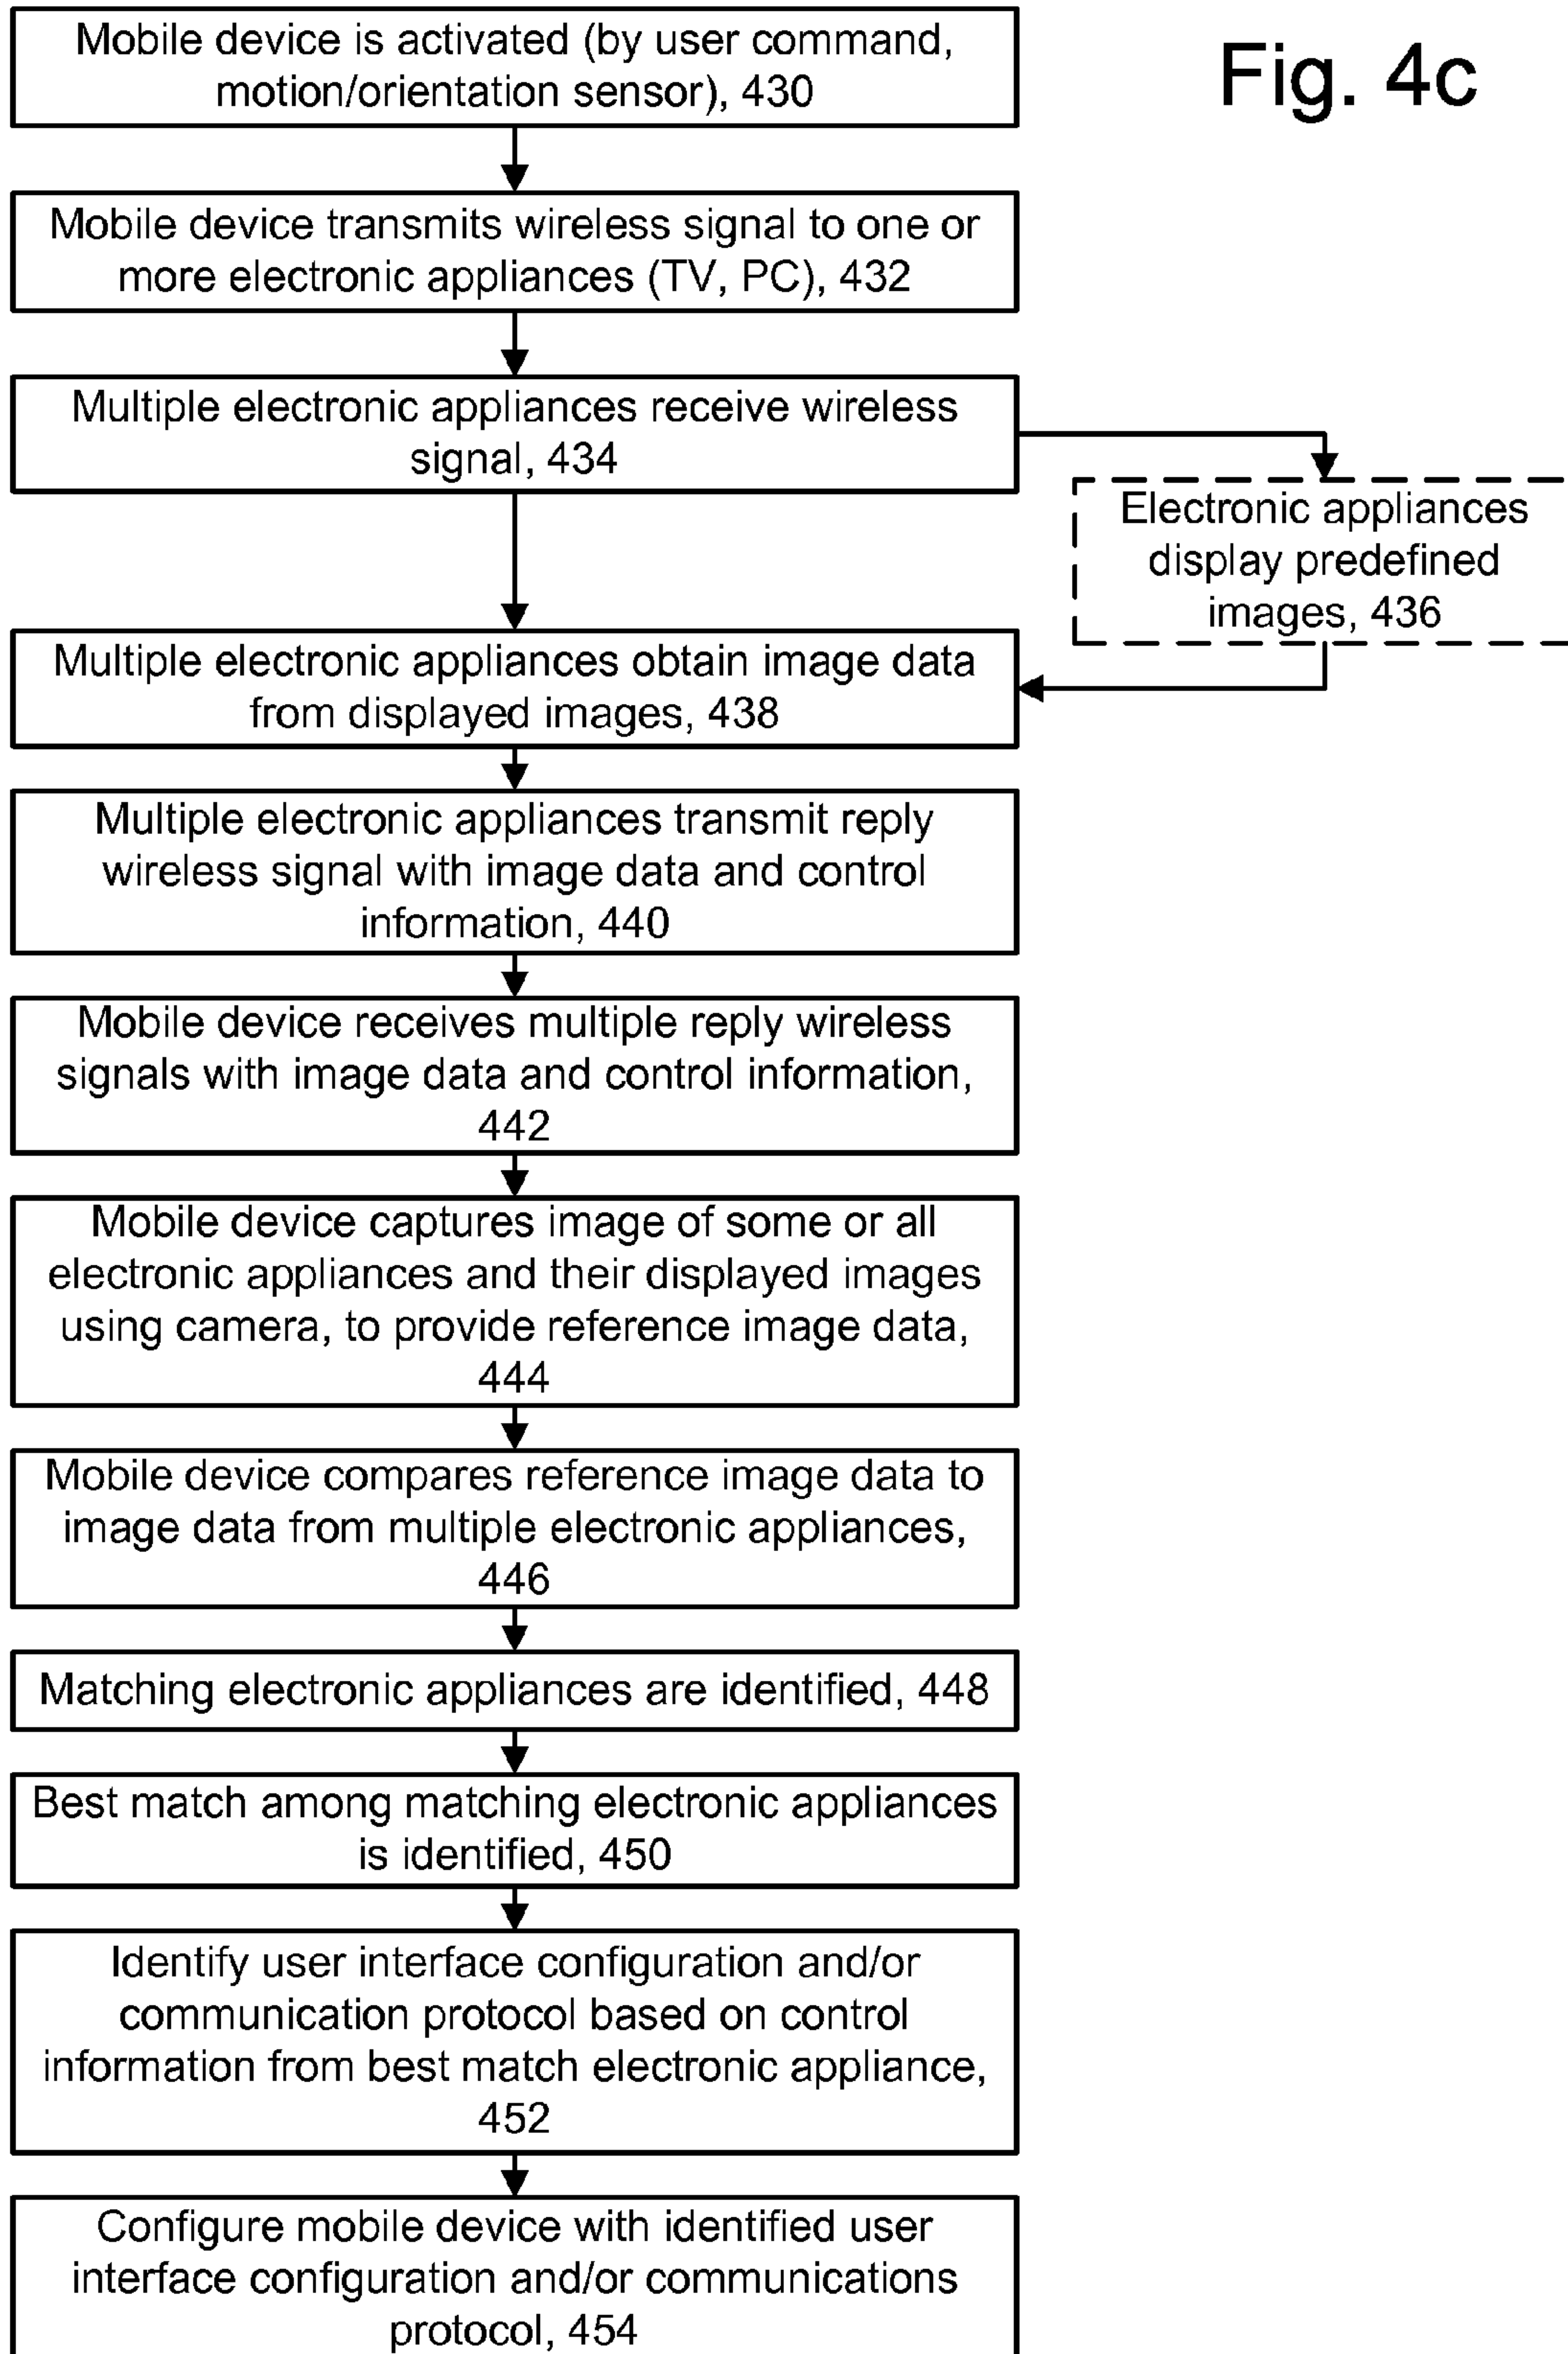 Fig. 4c
Mobile device is activated (by user command,
motion/orientation sensor), 430
Mobile device transmits wireless signal to one or
more electronic appliances (TV, PC), 432
Multiple electronic appliances receive wireless
signal, 434
Electronic appliances
display predefined
images, 436
Multiple electronic appliances obtain image data
from displayed images, 438
Multiple electronic appliances transmit reply
wireless signal with image data and control
information, 440
Mobile device receives multiple reply wireless
signals with image data and control information,
442
Mobile device captures image of some or all
electronic appliances and their displayed images
using camera, to provide reference image data,
444
Mobile device compares reference image data to
image data from multiple electronic appliances,
446
Matching electronic appliances are identified, 448
Best match among matching electronic appliances
is identified, 450
Identify user interface configuration and/or
communication protocol based on control
information from best match electronic appliance,
452
Configure mobile device with identified user
interface configuration and/or communications
protocol, 454